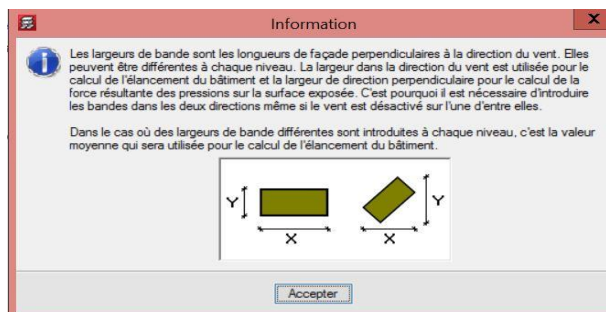 Information
X
Les largeurs de bande sont les longueurs de façade perpendiculaires à la direction du vent. Elles
peuvent être différentes à chaque niveau. La largeur dans la direction du vent est utilisée pour le
calcul de l'élancement du bâtiment et la largeur de direction perpendiculaire pour le calcul de la
force résultante des pressions sur la surface exposée. C'est pourquoi il est nécessaire d'introduire
les bandes dans les deux directions même si le vent est désactivé sur l'une d'entre elles.
Dans le cas où des largeurs de bande différentes sont introduites à chaque niveau, c'est la valeur
moyenne qui sera utilisée pour le calcul de l'élancement du bâtiment.
Y Y
X X
Accepter